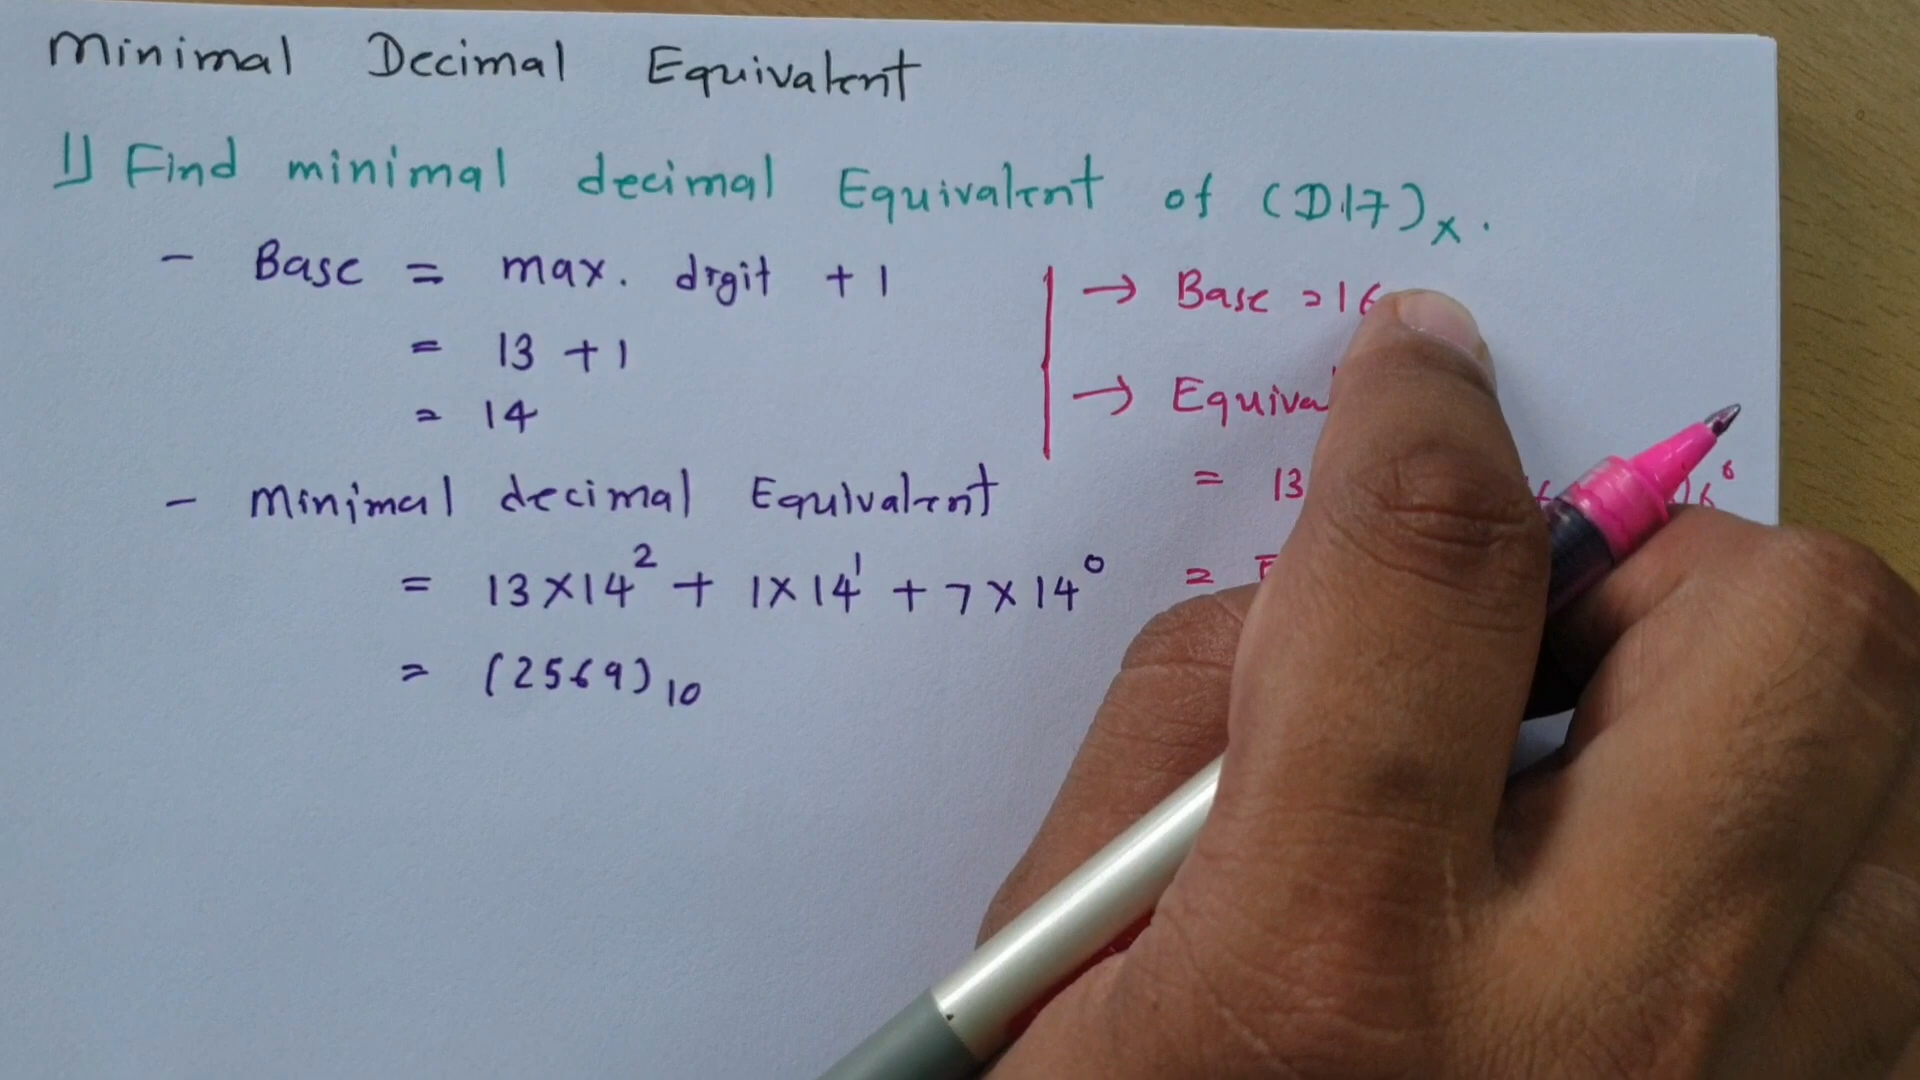 Minimal Decimal Equivalent
1) Find minimal decimal Equivalent of (D17)x.
- Base = max. digit + 1
= 13 + 1
= 14
- Minimal decimal Equivalent
= 13 × 14² + 1 × 14¹ + 7 × 14⁰
= (2569)₁₀
→ Base = 16
→
= 13
=